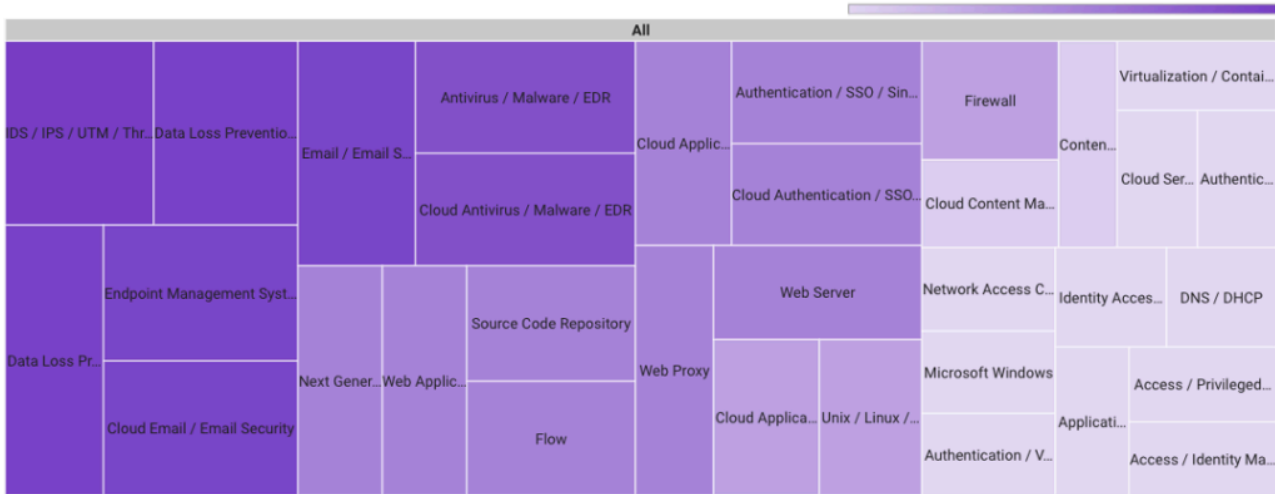 All
IDS / IPS / UTM / Thr...
Data Loss Preventio...
Email / Email S...
Antivirus / Malware / EDR
Cloud Antivirus / Malware / EDR
Cloud Applic...
Authentication / SSO / Sin...
Cloud Authentication / SSO...
Firewall
Cloud Content Ma...
Conten...
Virtualization / Contai...
Cloud Ser...
Authentic...
Data Loss Pr...
Endpoint Management Syst...
Cloud Email / Email Security
Next Gener...
Web Applic...
Source Code Repository
Flow
Web Proxy
Web Server
Cloud Applica...
Unix / Linux /...
Network Access C...
Microsoft Windows
Authentication / V...
Identity Acces...
DNS / DHCP
Applicati...
Access / Privileged...
Access / Identity Ma...